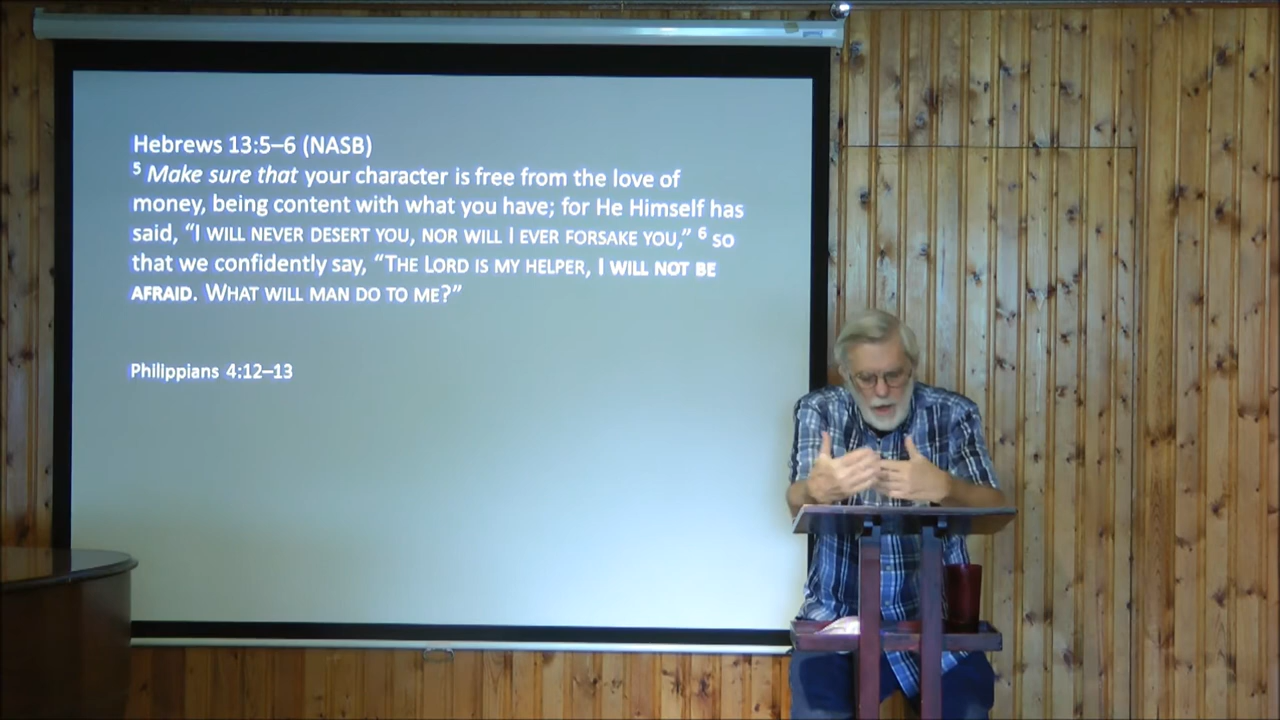 Hebrews 13:5–6 (NASB)
5 Make sure that your character is free from the love of
money, being content with what you have; for He Himself has
said, “I WILL NEVER DESERT YOU, NOR WILL I EVER FORSAKE YOU,” 6 so
that we confidently say, “THE LORD IS MY HELPER, I WILL NOT BE
AFRAID. WHAT WILL MAN DO TO ME?”
Philippians 4:12–13